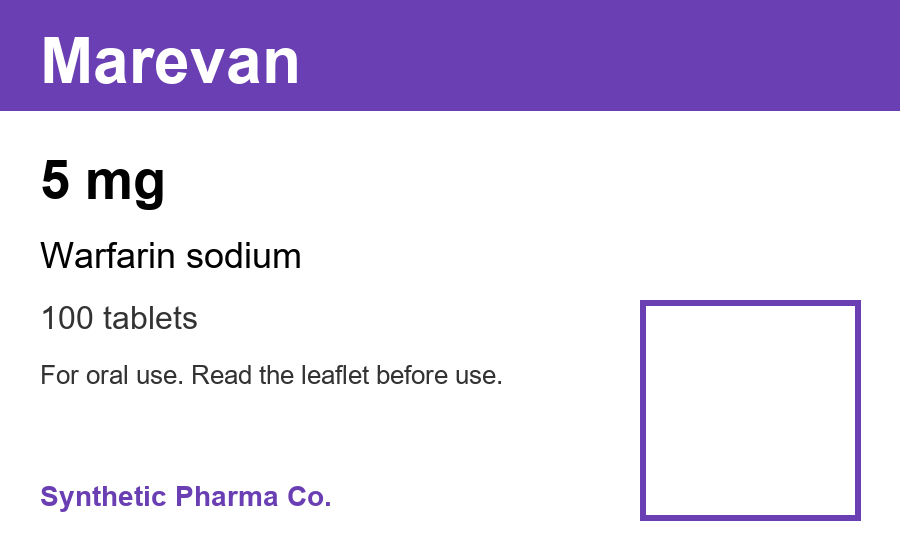 Marevan
5 mg
Warfarin sodium
100 tablets
For oral use. Read the leaflet before use.
Synthetic Pharma Co.